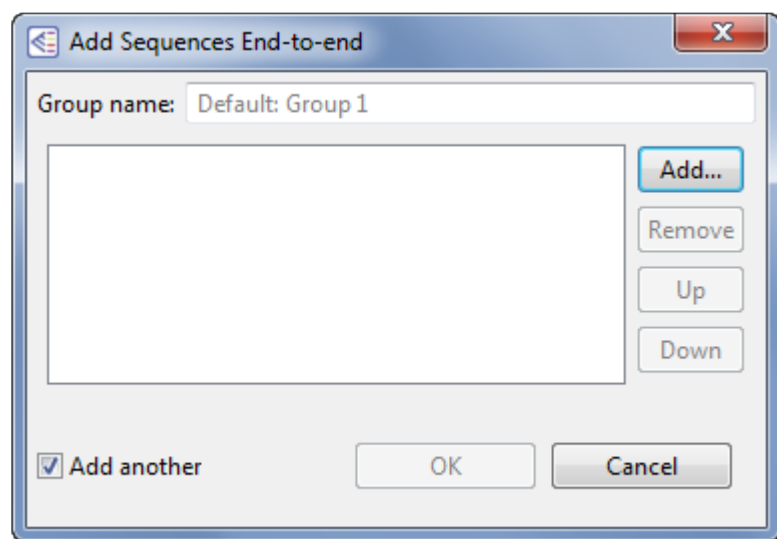 Add Sequences End-to-end
Group name: Default: Group 1
Add...
Remove
Up
Down
Add another OK Cancel